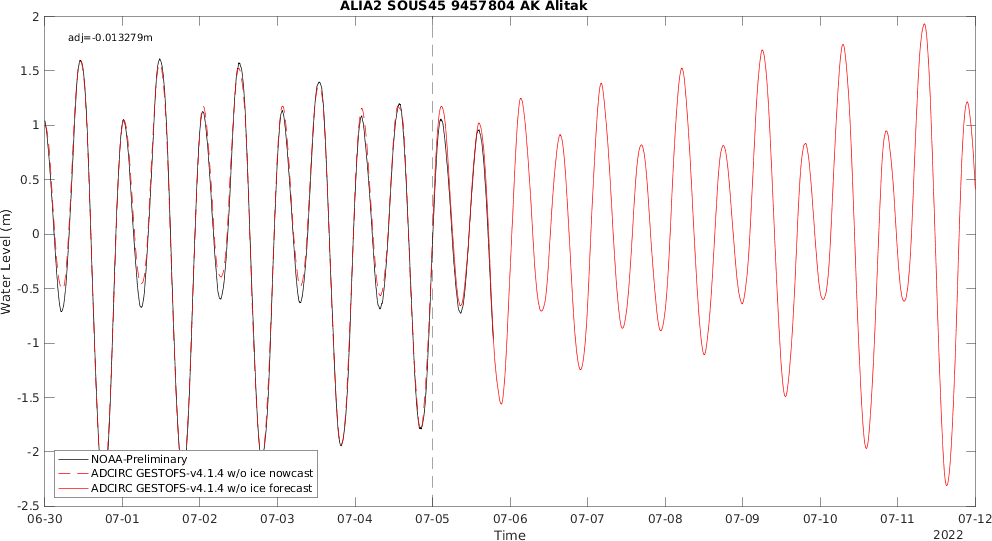 ALIA2 SOUS45 9457804 AK Alitak
adj=-0.013279m
2
1.5
1
0.5
0
-0.5
-1
-1.5
-2
-2.5
Water Level (m)
NOAA-Preliminary
ADCIRC GESTOFS-v4.1.4 w/o ice nowcast
ADCIRC GESTOFS-v4.1.4 w/o ice forecast
06-30 07-01 07-02 07-03 07-04 07-05 07-06 07-07 07-08 07-09 07-10 07-11 07-12
Time
2022